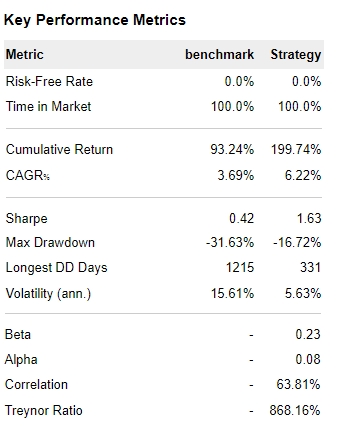 Key Performance Metrics
Metric benchmark Strategy
Risk-Free Rate 0.0% 0.0%
Time in Market 100.0% 100.0%
Cumulative Return 93.24% 199.74%
CAGR﹪ 3.69% 6.22%
Sharpe 0.42 1.63
Max Drawdown -31.63% -16.72%
Longest DD Days 1215 331
Volatility (ann.) 15.61% 5.63%
Beta - 0.23
Alpha - 0.08
Correlation - 63.81%
Treynor Ratio - 868.16%